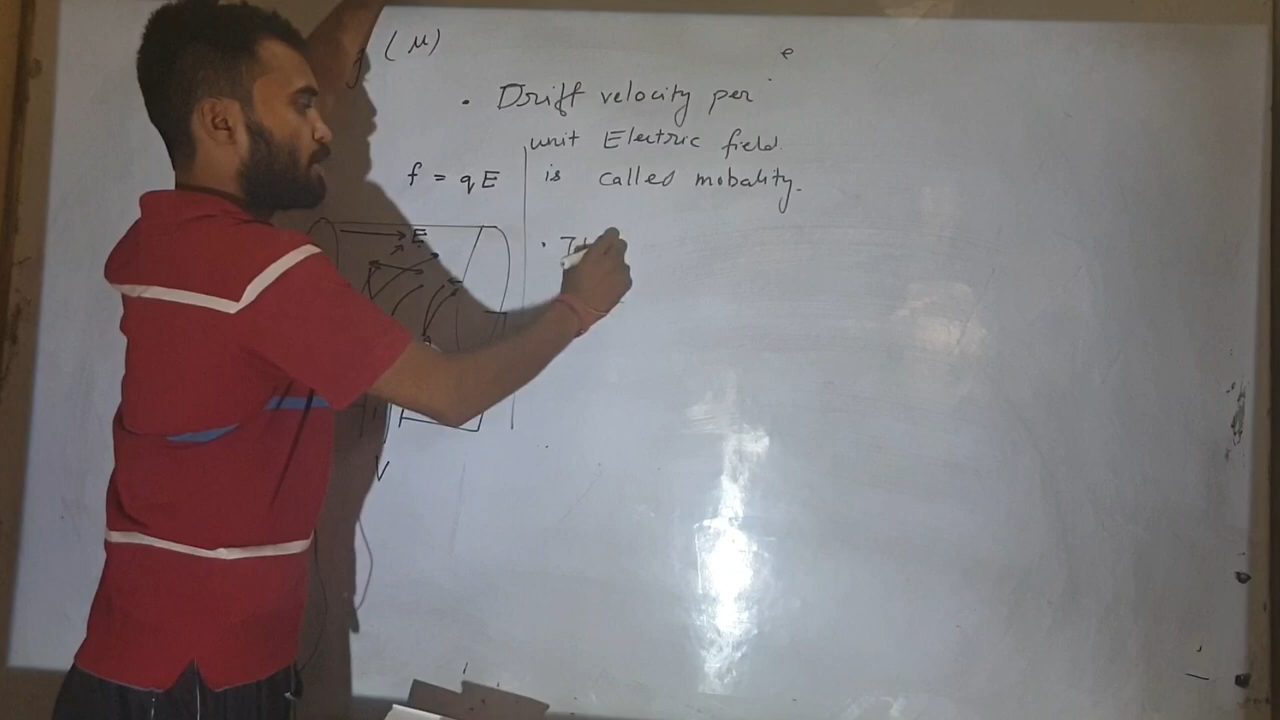 (μ)
e
. Drift velocity per
unit Electric field.
f = qE
is called mobality.
E
V